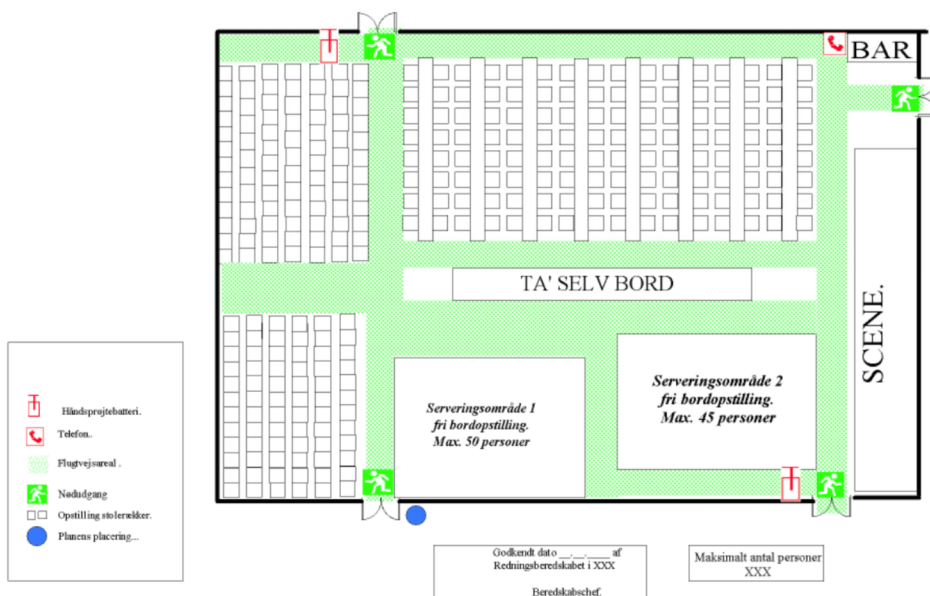 BAR
TA' SELV BORD
SCENE.
Serveringsområde 1
fri bordopstilling.
Max. 50 personer
Serveringsområde 2
fri bordopstilling.
Max. 45 personer
Håndsprøjtebatteri.
Telefon..
Flugtvejsareal .
Nødudgang
Opstilling stolerækker.
Planens placering...
Godkendt dato __.__.____ af
Redningsberedskabet i XXX
Beredskabschef.
Maksimalt antal personer
XXX